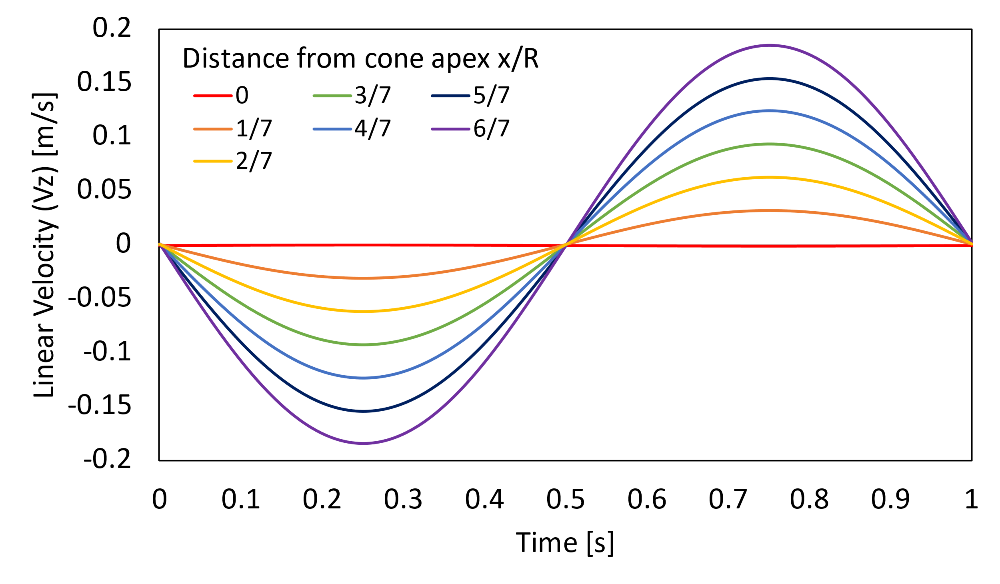 0.2
0.15
0.1
0.05
0
-0.05
-0.1
-0.15
-0.2
Linear Velocity (Vz) [m/s]
Distance from cone apex x/R
0 3/7 5/7
1/7 4/7 6/7
2/7
0 0.1 0.2 0.3 0.4 0.5 0.6 0.7 0.8 0.9 1
Time [s]